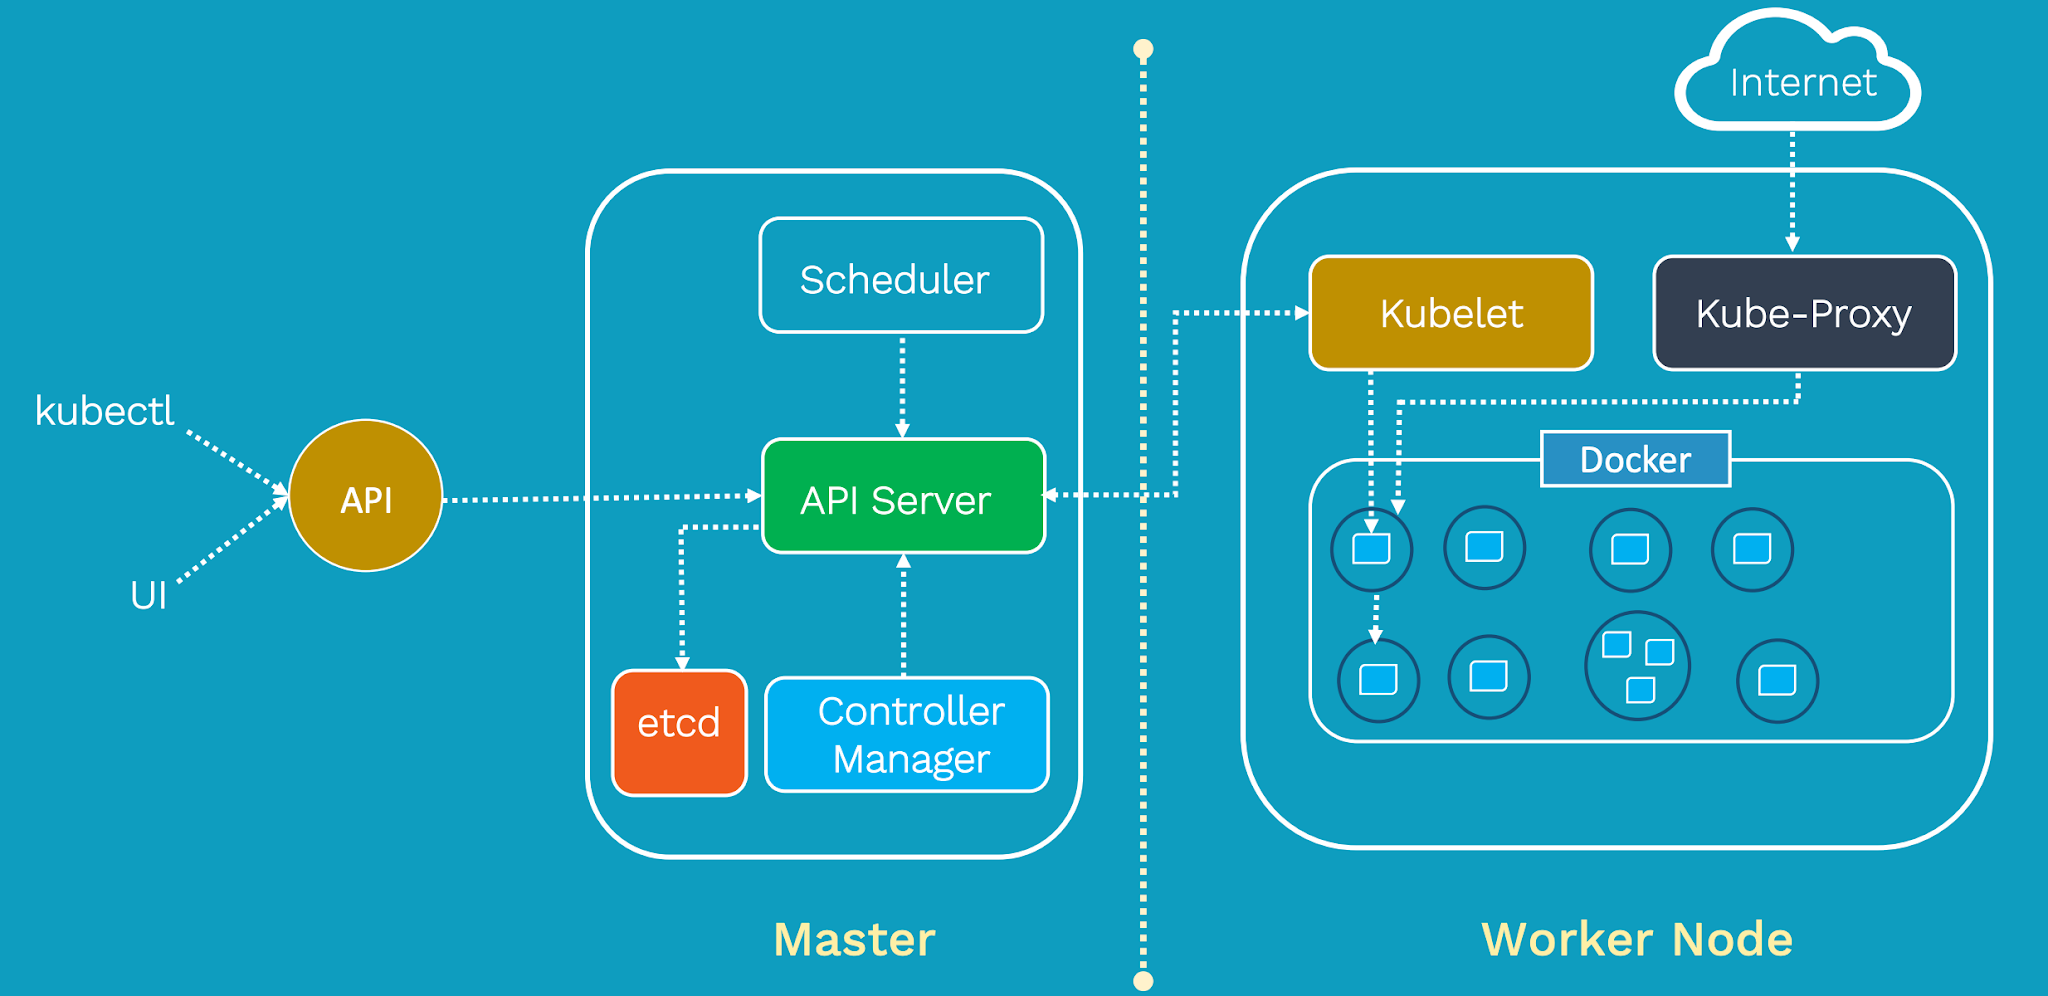 Internet
Scheduler
Kubelet
Kube-Proxy
kubectl
API
API Server
Docker
UI
etcd
Controller
Manager
Master
Worker Node